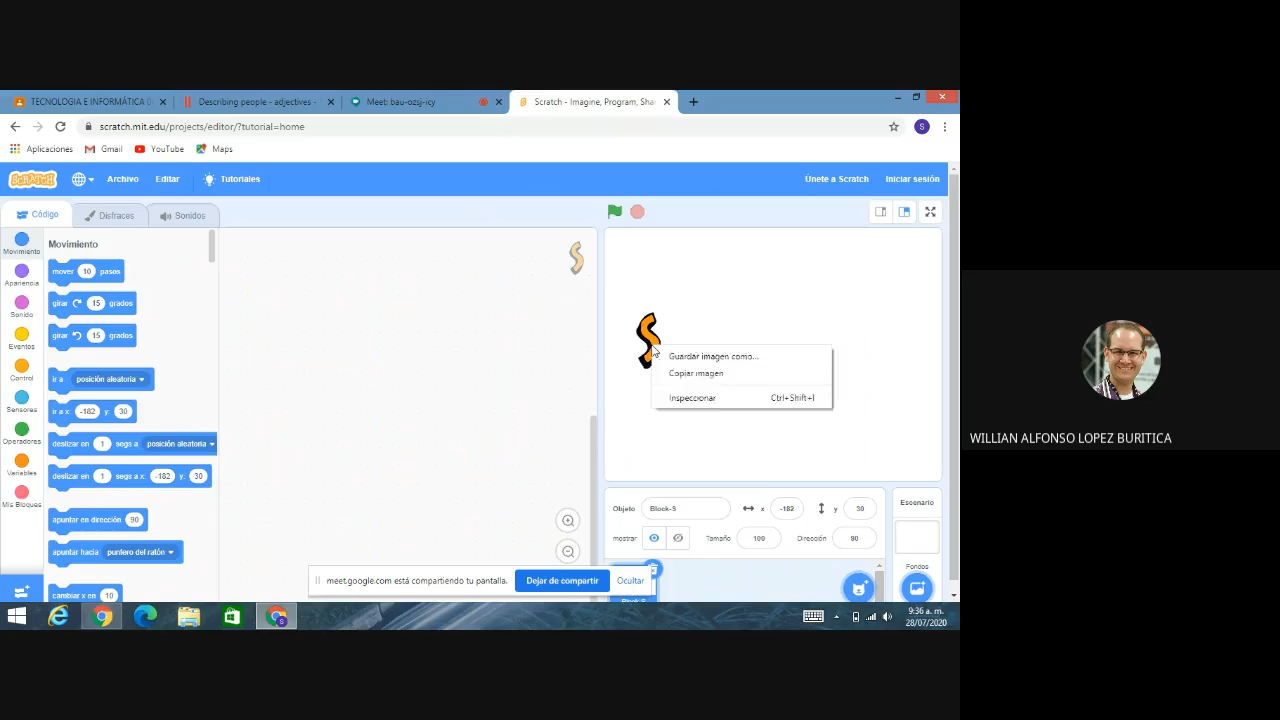 TECNOLOGIA E INFORMÁTICA
Describing people - adjectives -
Meet: bau-ozsj-icy
Scratch - Imagine, Program, Sha
scratch.mit.edu/projects/editor/?tutorial=home
S
Aplicaciones
Gmail
YouTube
Maps
SCRATCH
Archivo
Editar
Tutoriales
Únete a Scratch
Iniciar sesión
Código
Disfraces
Sonidos
Movimiento
Apariencia
Sonido
Eventos
Control
Sensores
Operadores
Variables
Mis Bloques
Movimiento
mover 10 pasos
girar 15 grados
girar 15 grados
ir a posición aleatoria
ir a x: -182 y: 30
deslizar en 1 segs a posición aleatoria
deslizar en 1 segs a x: -182 y: 30
apuntar en dirección 90
apuntar hacia puntero del ratón
cambiar x en 10
S
S
Guardar imagen como...
Copiar imagen
Inspeccionar Ctrl+Shift+I
Objeto Block-S x -182 y 30
mostrar Tamaño 100 Dirección 90
Block-S
Escenario
Fondos
meet.google.com está compartiendo tu pantalla.
Dejar de compartir
Ocultar
9:36 a. m.
28/07/2020
WILLIAN ALFONSO LOPEZ BURITICA